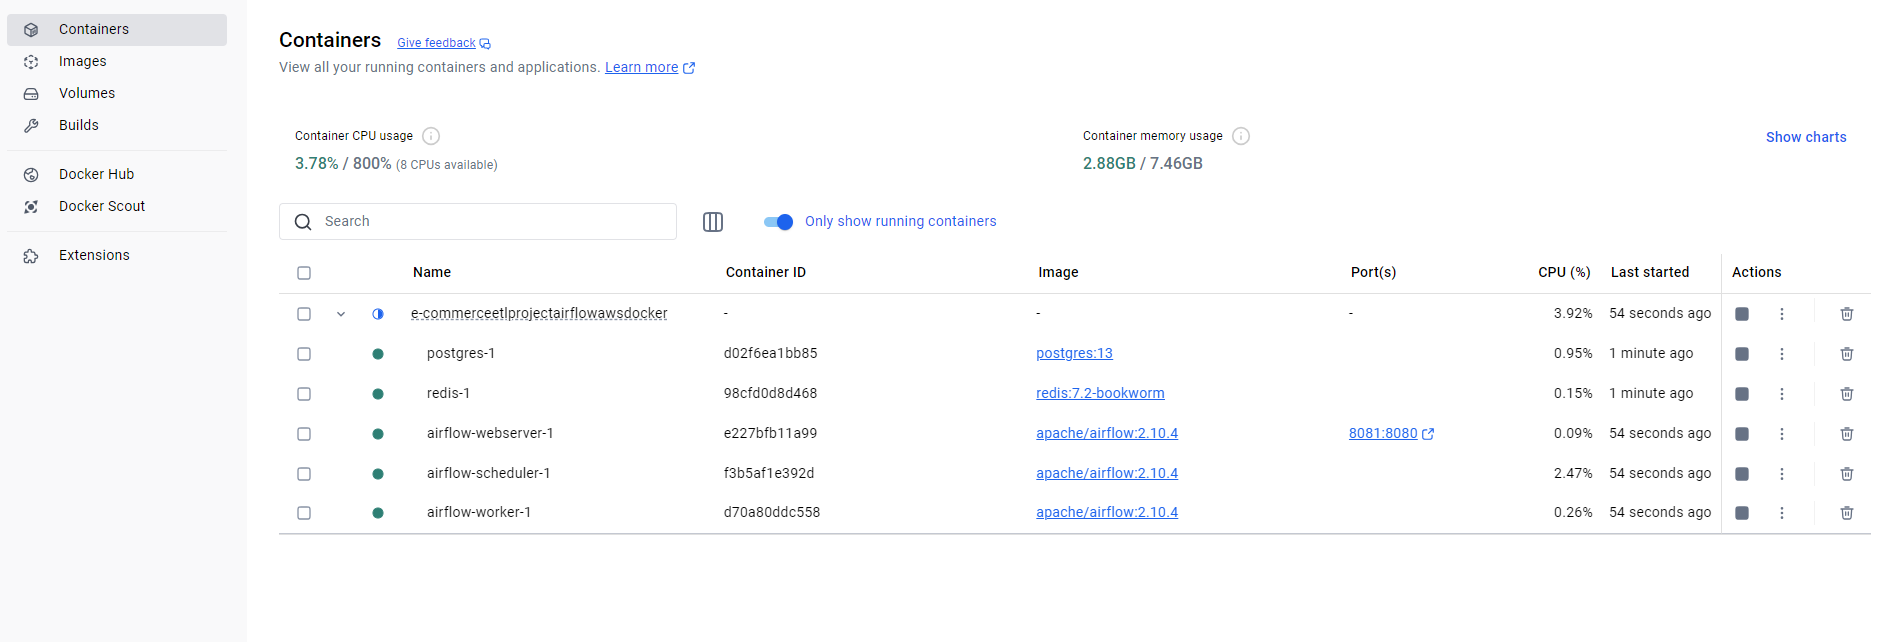 Containers
Images
Volumes
Builds
Docker Hub
Docker Scout
Extensions
Containers Give feedback
View all your running containers and applications. Learn more
Container CPU usage
3.78% / 800% (8 CPUs available)
Container memory usage
2.88GB / 7.46GB
Show charts
Search
Only show running containers
Name Container ID Image Port(s) CPU (%) Last started Actions
e-commerceetlprojectairflowawsdocker - - - 3.92% 54 seconds ago
postgres-1 d02f6ea1bb85 postgres:13 0.95% 1 minute ago
redis-1 98cfd0d8d468 redis:7.2-bookworm 0.15% 1 minute ago
airflow-webserver-1 e227bfb11a99 apache/airflow:2.10.4 8081:8080 0.09% 54 seconds ago
airflow-scheduler-1 f3b5af1e392d apache/airflow:2.10.4 2.47% 54 seconds ago
airflow-worker-1 d70a80ddc558 apache/airflow:2.10.4 0.26% 54 seconds ago